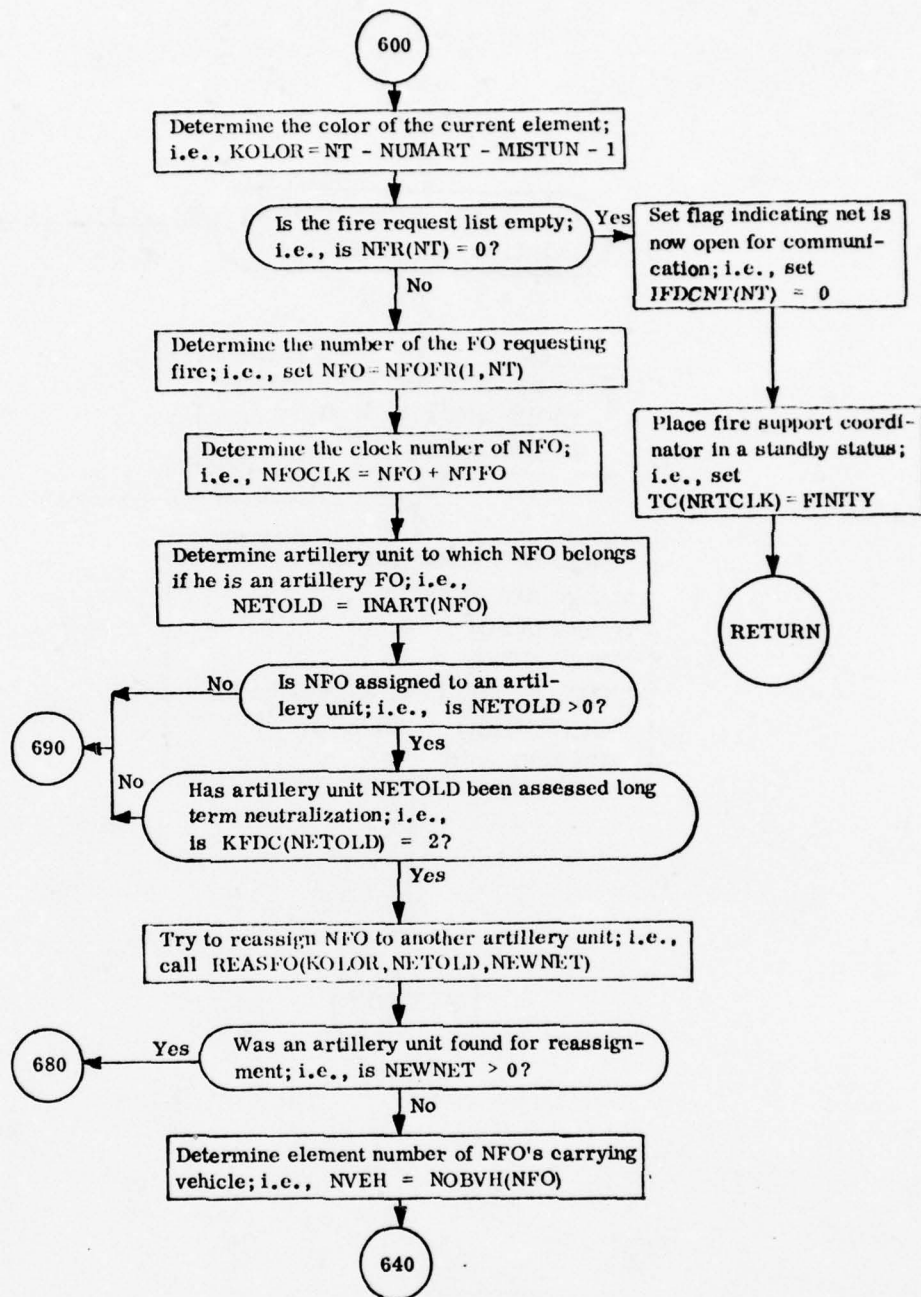 600
Determine the color of the current element;
i.e., KOLOR = NT - NUMART - MISTUN - 1
Is the fire request list empty;
i.e., is NFR(NT) = 0?
Yes
Set flag indicating net is
now open for communi-
cation; i.e., set
IFDCNT(NT) = 0
No
Determine the number of the FO requesting
fire; i.e., set NFO = NFOFR(1,NT)
Place fire support coordi-
nator in a standby status;
i.e., set
TC(NRTCLK) = FINITY
Determine the clock number of NFO;
i.e., NFOCLK = NFO + NTFO
Determine artillery unit to which NFO belongs
if he is an artillery FO; i.e.,
NETOLD = INART(NFO)
RETURN
No
Is NFO assigned to an artil-
lery unit; i.e., is NETOLD >0?
690
Yes
No
Has artillery unit NETOLD been assessed long
term neutralization; i.e.,
is KFDC(NETOLD) = 2?
Yes
Try to reassign NFO to another artillery unit; i.e.,
call REASFO(KOLOR,NETOLD,NEWNET)
680
Yes
Was an artillery unit found for reassign-
ment; i.e., is NEWNET > 0?
No
Determine element number of NFO's carrying
vehicle; i.e., NVEH = NOBVH(NFO)
640